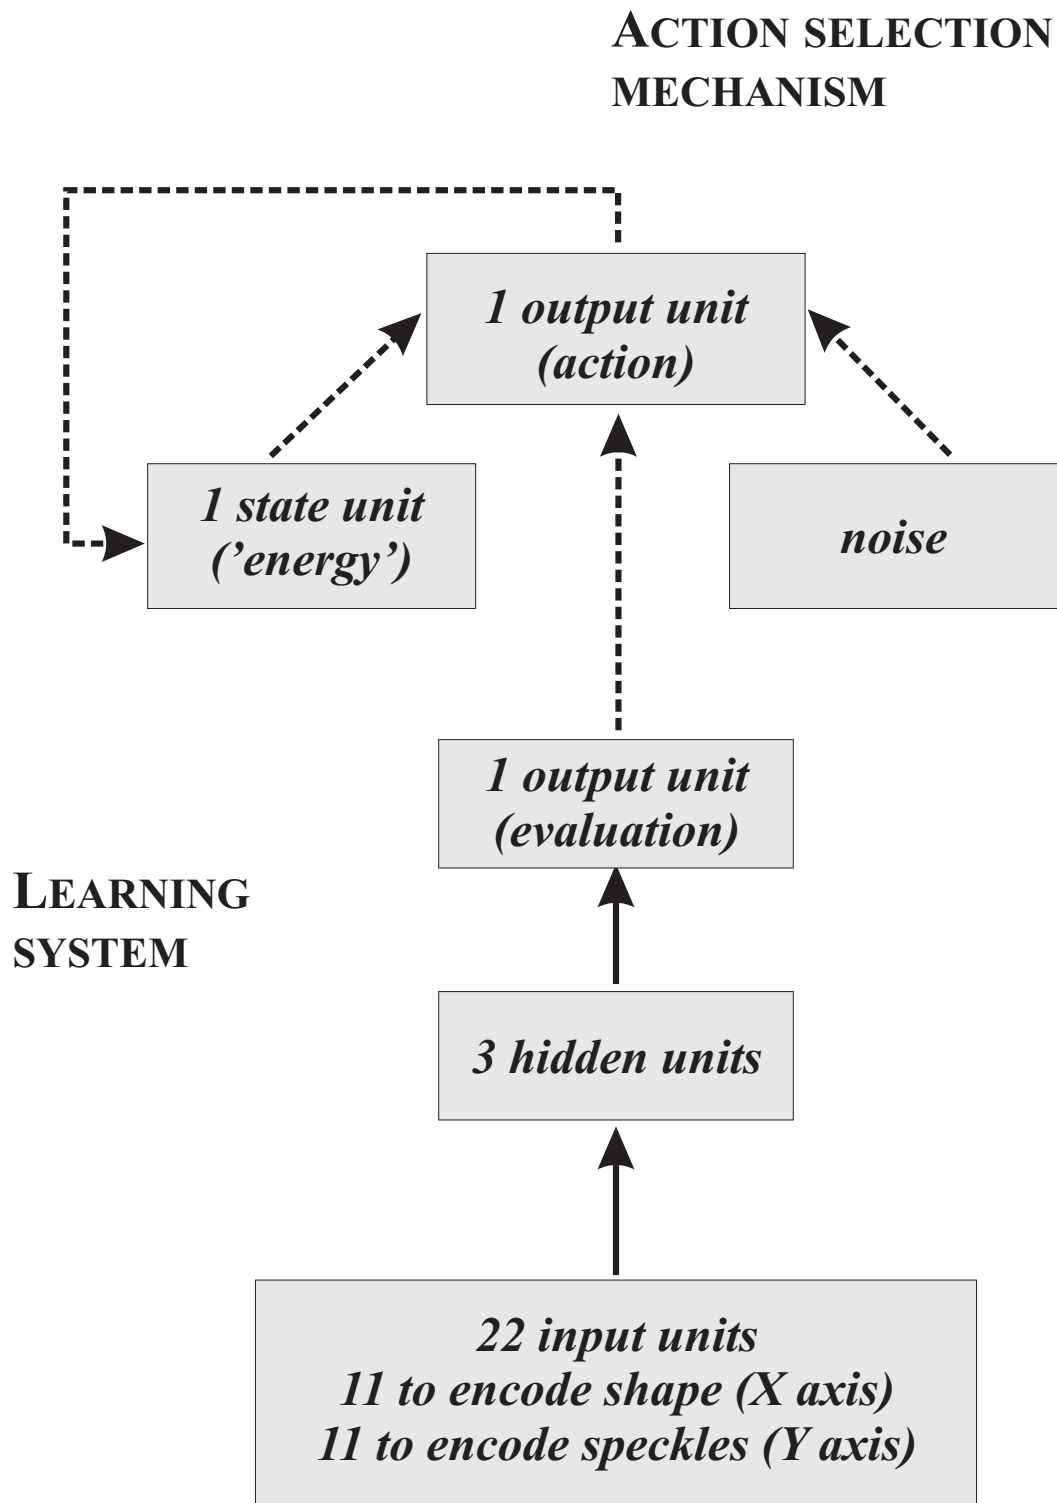 ACTION SELECTION
MECHANISM
1 output unit
(action)
1 state unit
(’energy’)
noise
1 output unit
(evaluation)
LEARNING
SYSTEM
3 hidden units
22 input units
11 to encode shape (X axis)
11 to encode speckles (Y axis)